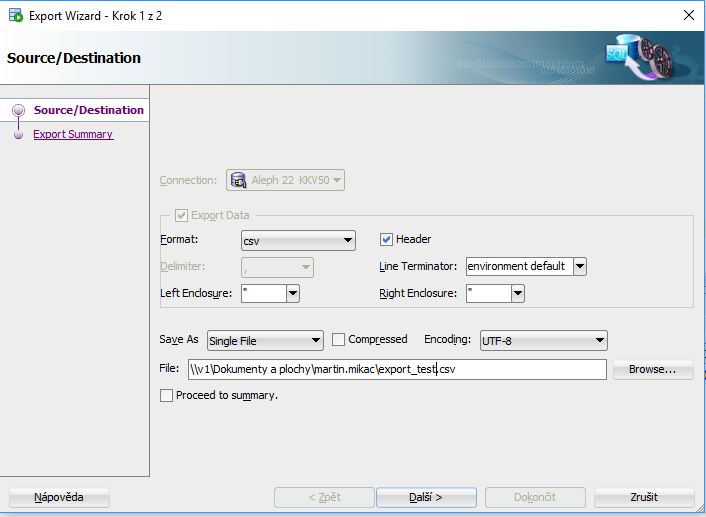 Export Wizard - Krok 1 z 2
Source/Destination
SQL
010101010101010101010101010
01010101010101
Source/Destination
Export Summary
Connection: Aleph 22 KKV50
Export Data
Format: csv Header
Delimiter: , Line Terminator: environment default
Left Enclosure: " Right Enclosure: "
Save As Single File Compressed Encoding: UTF-8
File: \\v1\Dokumenty a plochy\martin.mikac\export_test.csv Browse...
Proceed to summary.
Nápověda < Zpět Další > Dokončit Zrušit